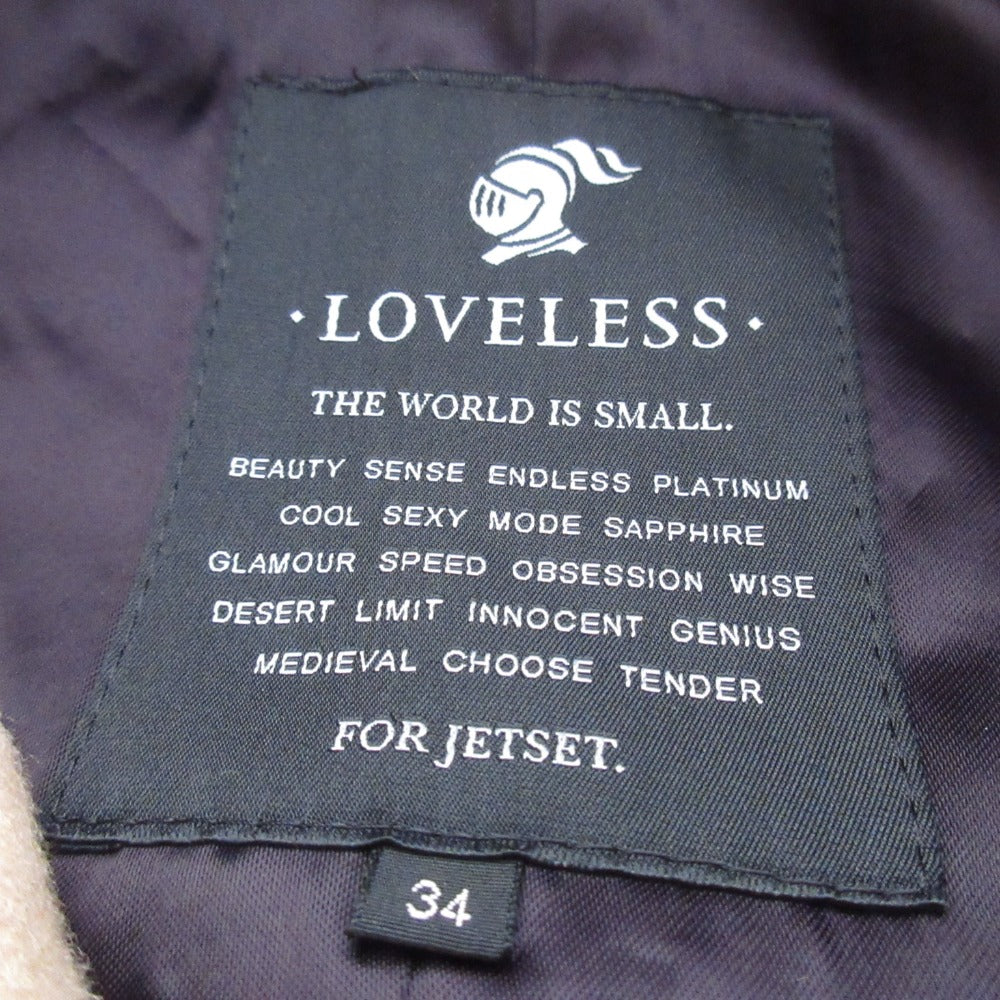 ·LOVELESS·
THE WORLD IS SMALL.
BEAUTY SENSE ENDLESS PLATINUM
COOL SEXY MODE SAPPHIRE
GLAMOUR SPEED OBSESSION WISE
DESERT LIMIT INNOCENT GENIUS
MEDIEVAL CHOOSE TENDER
FOR JETSET.
34